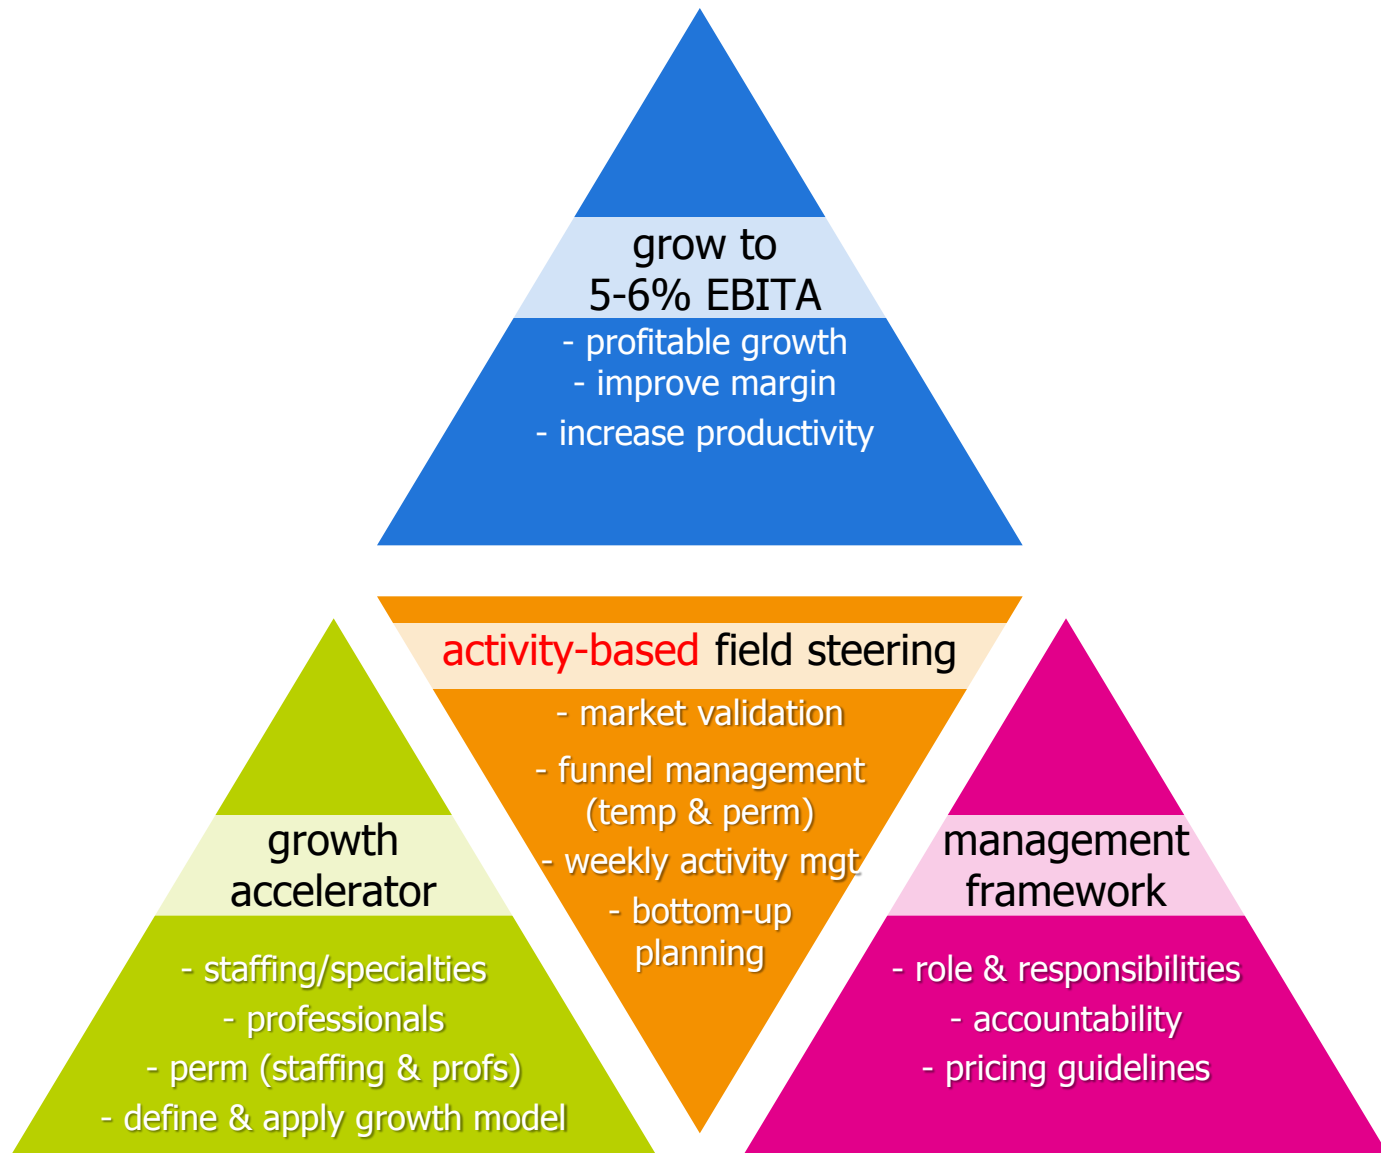 grow to
5-6% EBITA
- profitable growth
- improve margin
- increase productivity
activity-based field steering
- market validation
- funnel management
(temp & perm)
- weekly activity mgt
- bottom-up
planning
growth
accelerator
- staffing/specialties
- professionals
- perm (staffing & profs)
- define & apply growth model
management
framework
- role & responsibilities
- accountability
- pricing guidelines